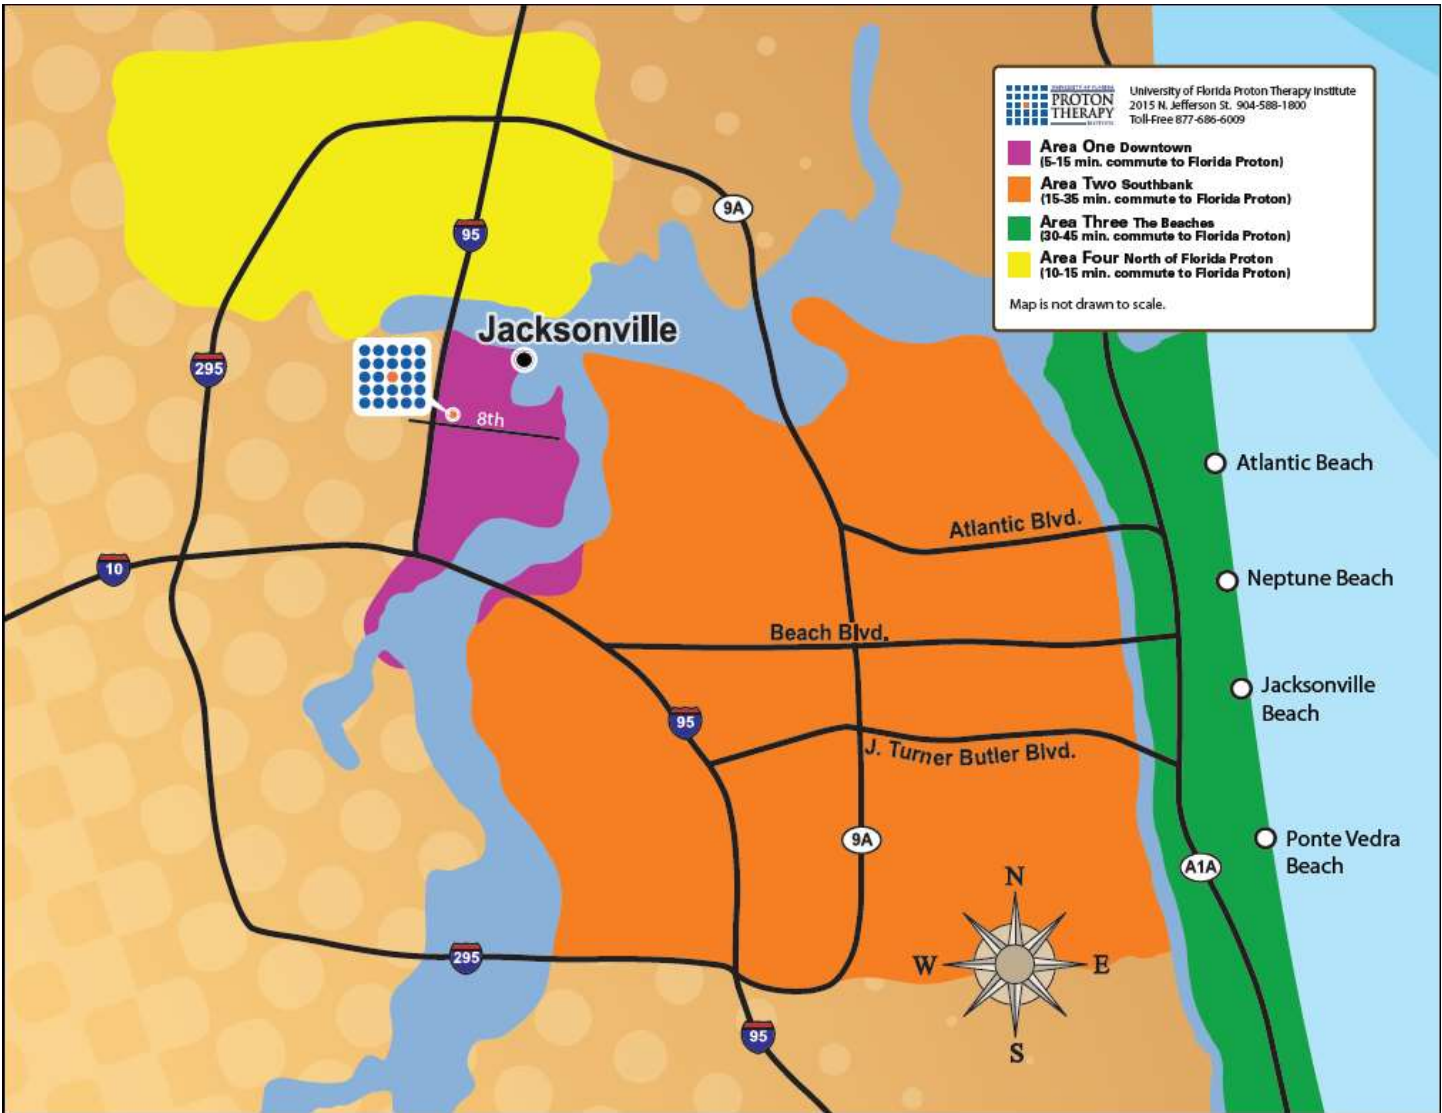 UNIVERSITY OF FLORIDA
PROTON
THERAPY
INSTITUTE
University of Florida Proton Therapy Institute
2015 N. Jefferson St.  904-588-1800
Toll-Free 877-686-6009
Area One Downtown
(5-15 min. commute to Florida Proton)
Area Two Southbank
(15-35 min. commute to Florida Proton)
Area Three The Beaches
(30-45 min. commute to Florida Proton)
Area Four North of Florida Proton
(10-15 min. commute to Florida Proton)
Map is not drawn to scale.
9A
95
Jacksonville
295
8th
Atlantic Beach
Atlantic Blvd.
10
Neptune Beach
Beach Blvd.
Jacksonville
Beach
95
J. Turner Butler Blvd.
9A
Ponte Vedra
Beach
A1A
N
W
E
S
295
95